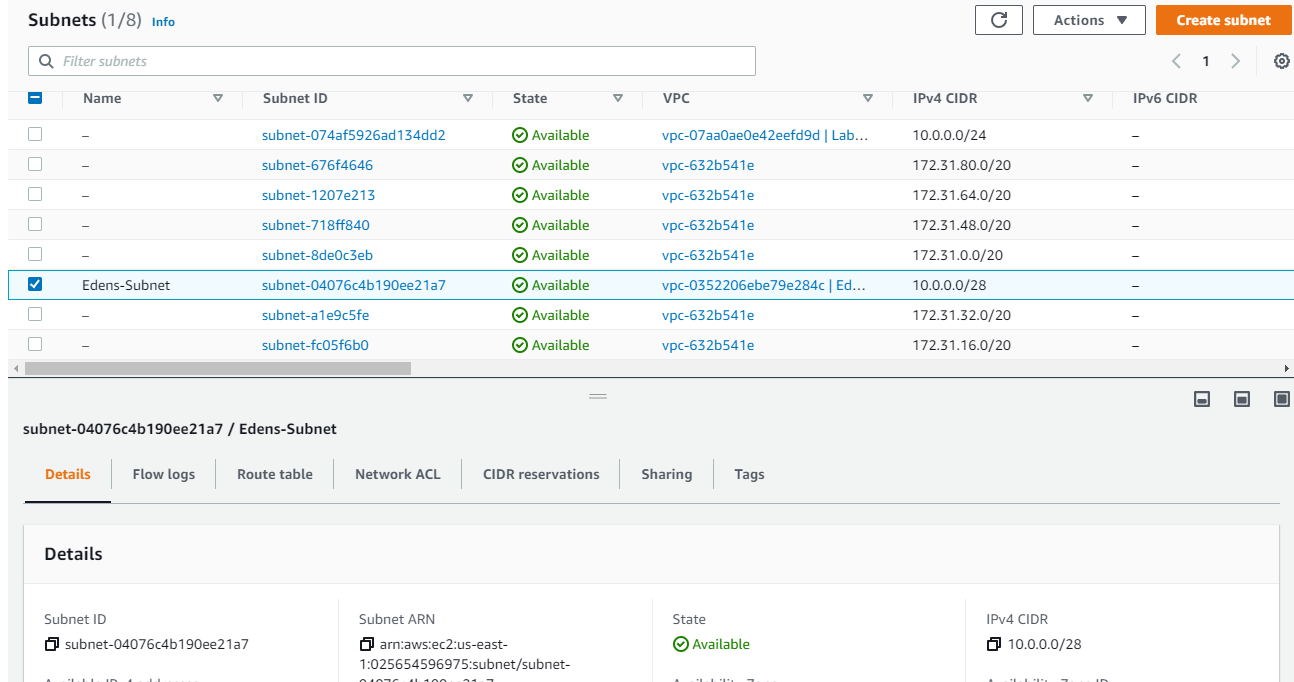 Subnets (1/8) Info
Actions
Create subnet
Filter subnets
1
Name Subnet ID State VPC IPv4 CIDR IPv6 CIDR
– subnet-074af5926ad134dd2 Available vpc-07aa0ae0e42eefd9d | Lab… 10.0.0.0/24 –
– subnet-676f4646 Available vpc-632b541e 172.31.80.0/20 –
– subnet-1207e213 Available vpc-632b541e 172.31.64.0/20 –
– subnet-718ff840 Available vpc-632b541e 172.31.48.0/20 –
– subnet-8de0c3eb Available vpc-632b541e 172.31.0.0/20 –
Edens-Subnet subnet-04076c4b190ee21a7 Available vpc-0352206ebe79e284c | Ed… 10.0.0.0/28 –
– subnet-a1e9c5fe Available vpc-632b541e 172.31.32.0/20 –
– subnet-fc05f6b0 Available vpc-632b541e 172.31.16.0/20 –
subnet-04076c4b190ee21a7 / Edens-Subnet
Details Flow logs Route table Network ACL CIDR reservations Sharing Tags
Details
Subnet ID
subnet-04076c4b190ee21a7
Subnet ARN
arn:aws:ec2:us-east-
1:025654596975:subnet/subnet-
04076c4b190ee21a7
State
Available
IPv4 CIDR
10.0.0.0/28